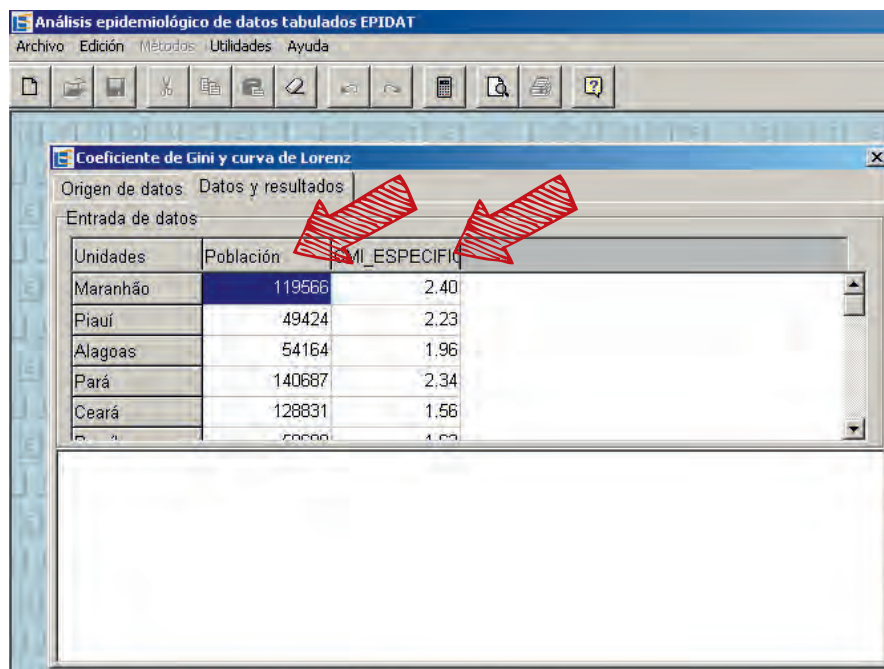 Análisis epidemiológico de datos tabulados EPIDAT
Archivo Edición Métodos Utilidades Ayuda
Coeficiente de Gini y curva de Lorenz
Origen de datos Datos y resultados
Entrada de datos
Unidades Población
Maranhão 119566 2.40
Piauí 49424 2.23
Alagoas 54164 1.96
Pará 140687 2.34
Ceará 128831 1.56